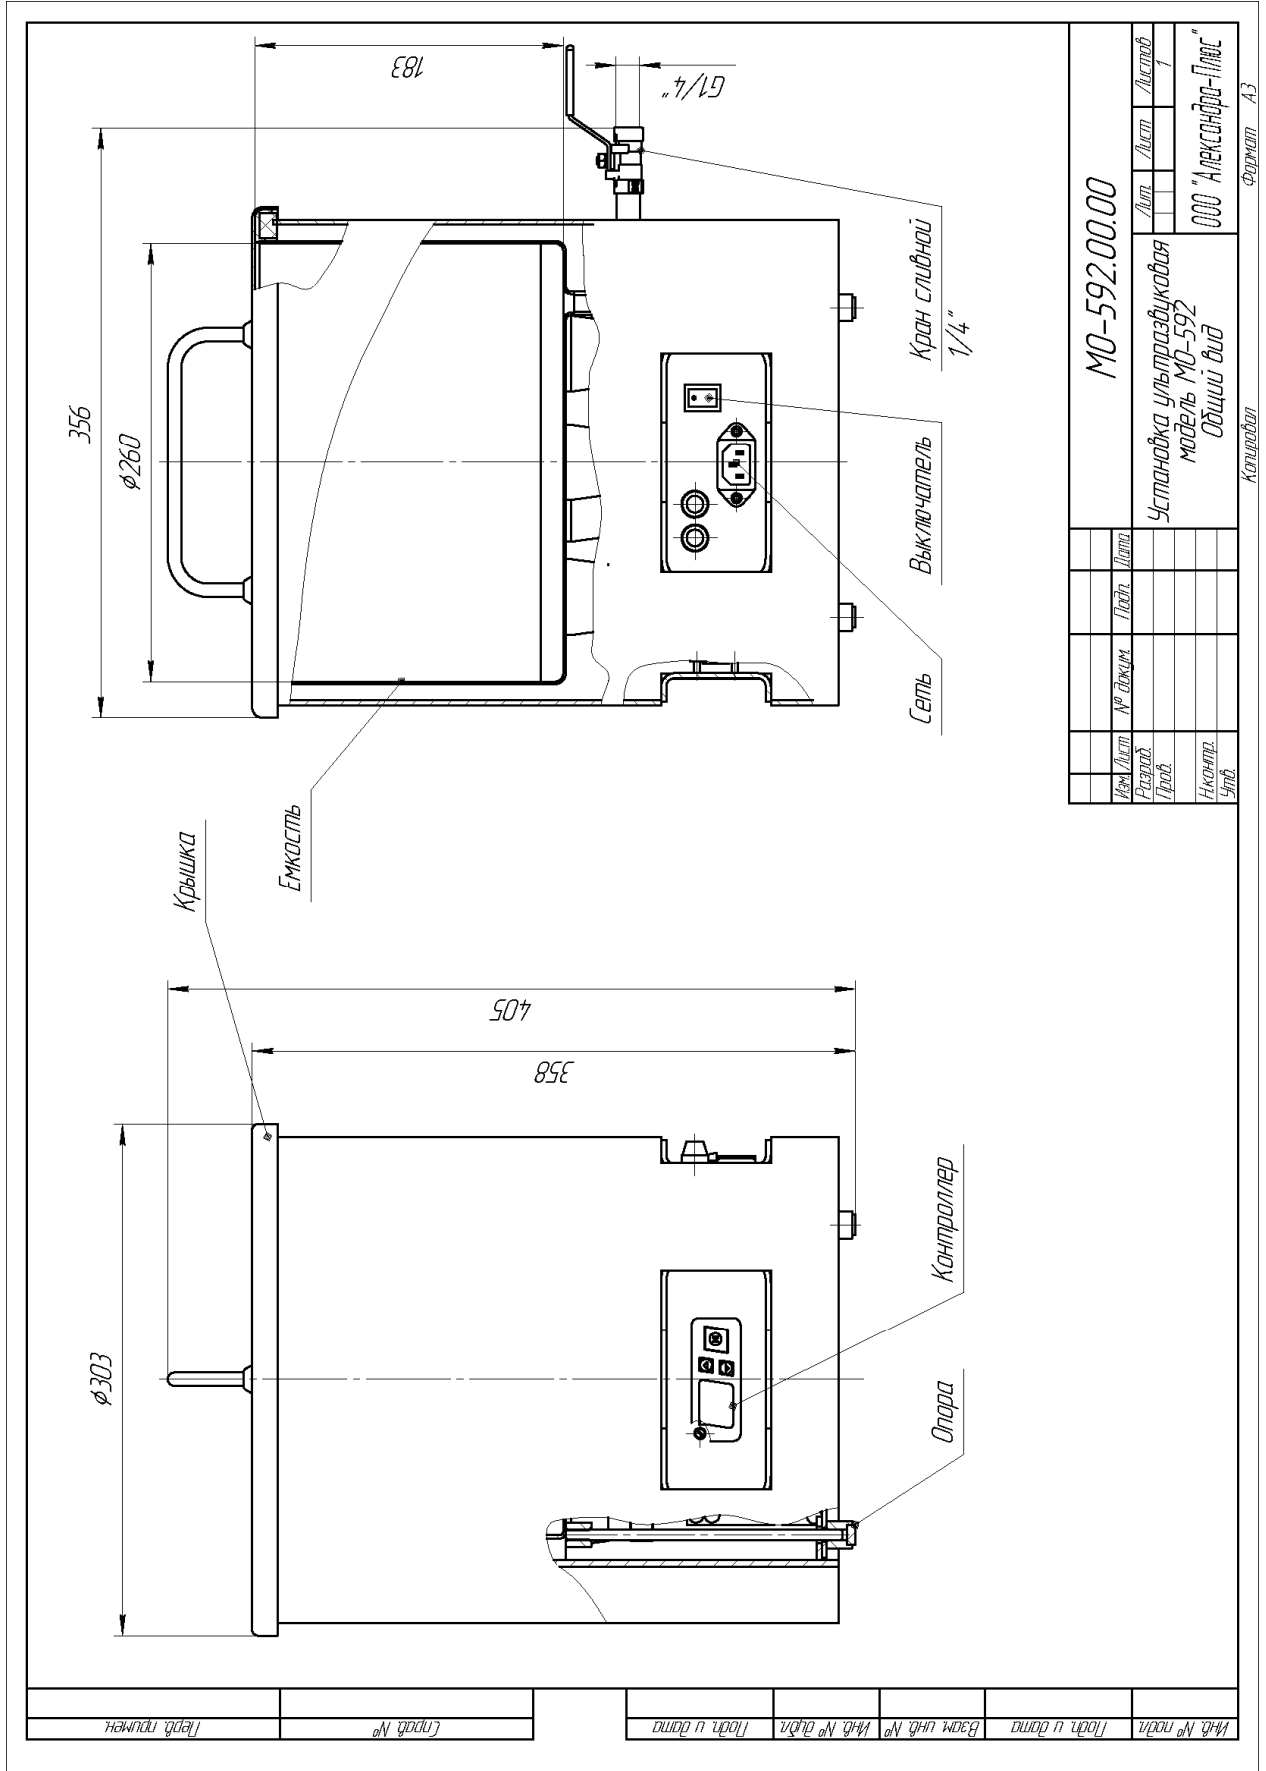 405
358
Ø303
Крышка
Контроллер
Опора
356
Ø260
183
G1/4"
Емкость
Кран сливной
1/4"
Выключатель
Сеть
Перв. примен.
Справ. №
Подп. и дата
Инв. № дубл.
Взам. инв. №
Подп. и дата
Инв. № подл.
МО-592.00.00
Изм. Лист № докум. Подп. Дата
Разраб.
Пров.
Н.контр.
Утв.
Установка ультразвуковая
модель МО-592
Общий вид
Лит. Лист Листов
1
ООО "Александра-Плюс"
Копировал Формат А3